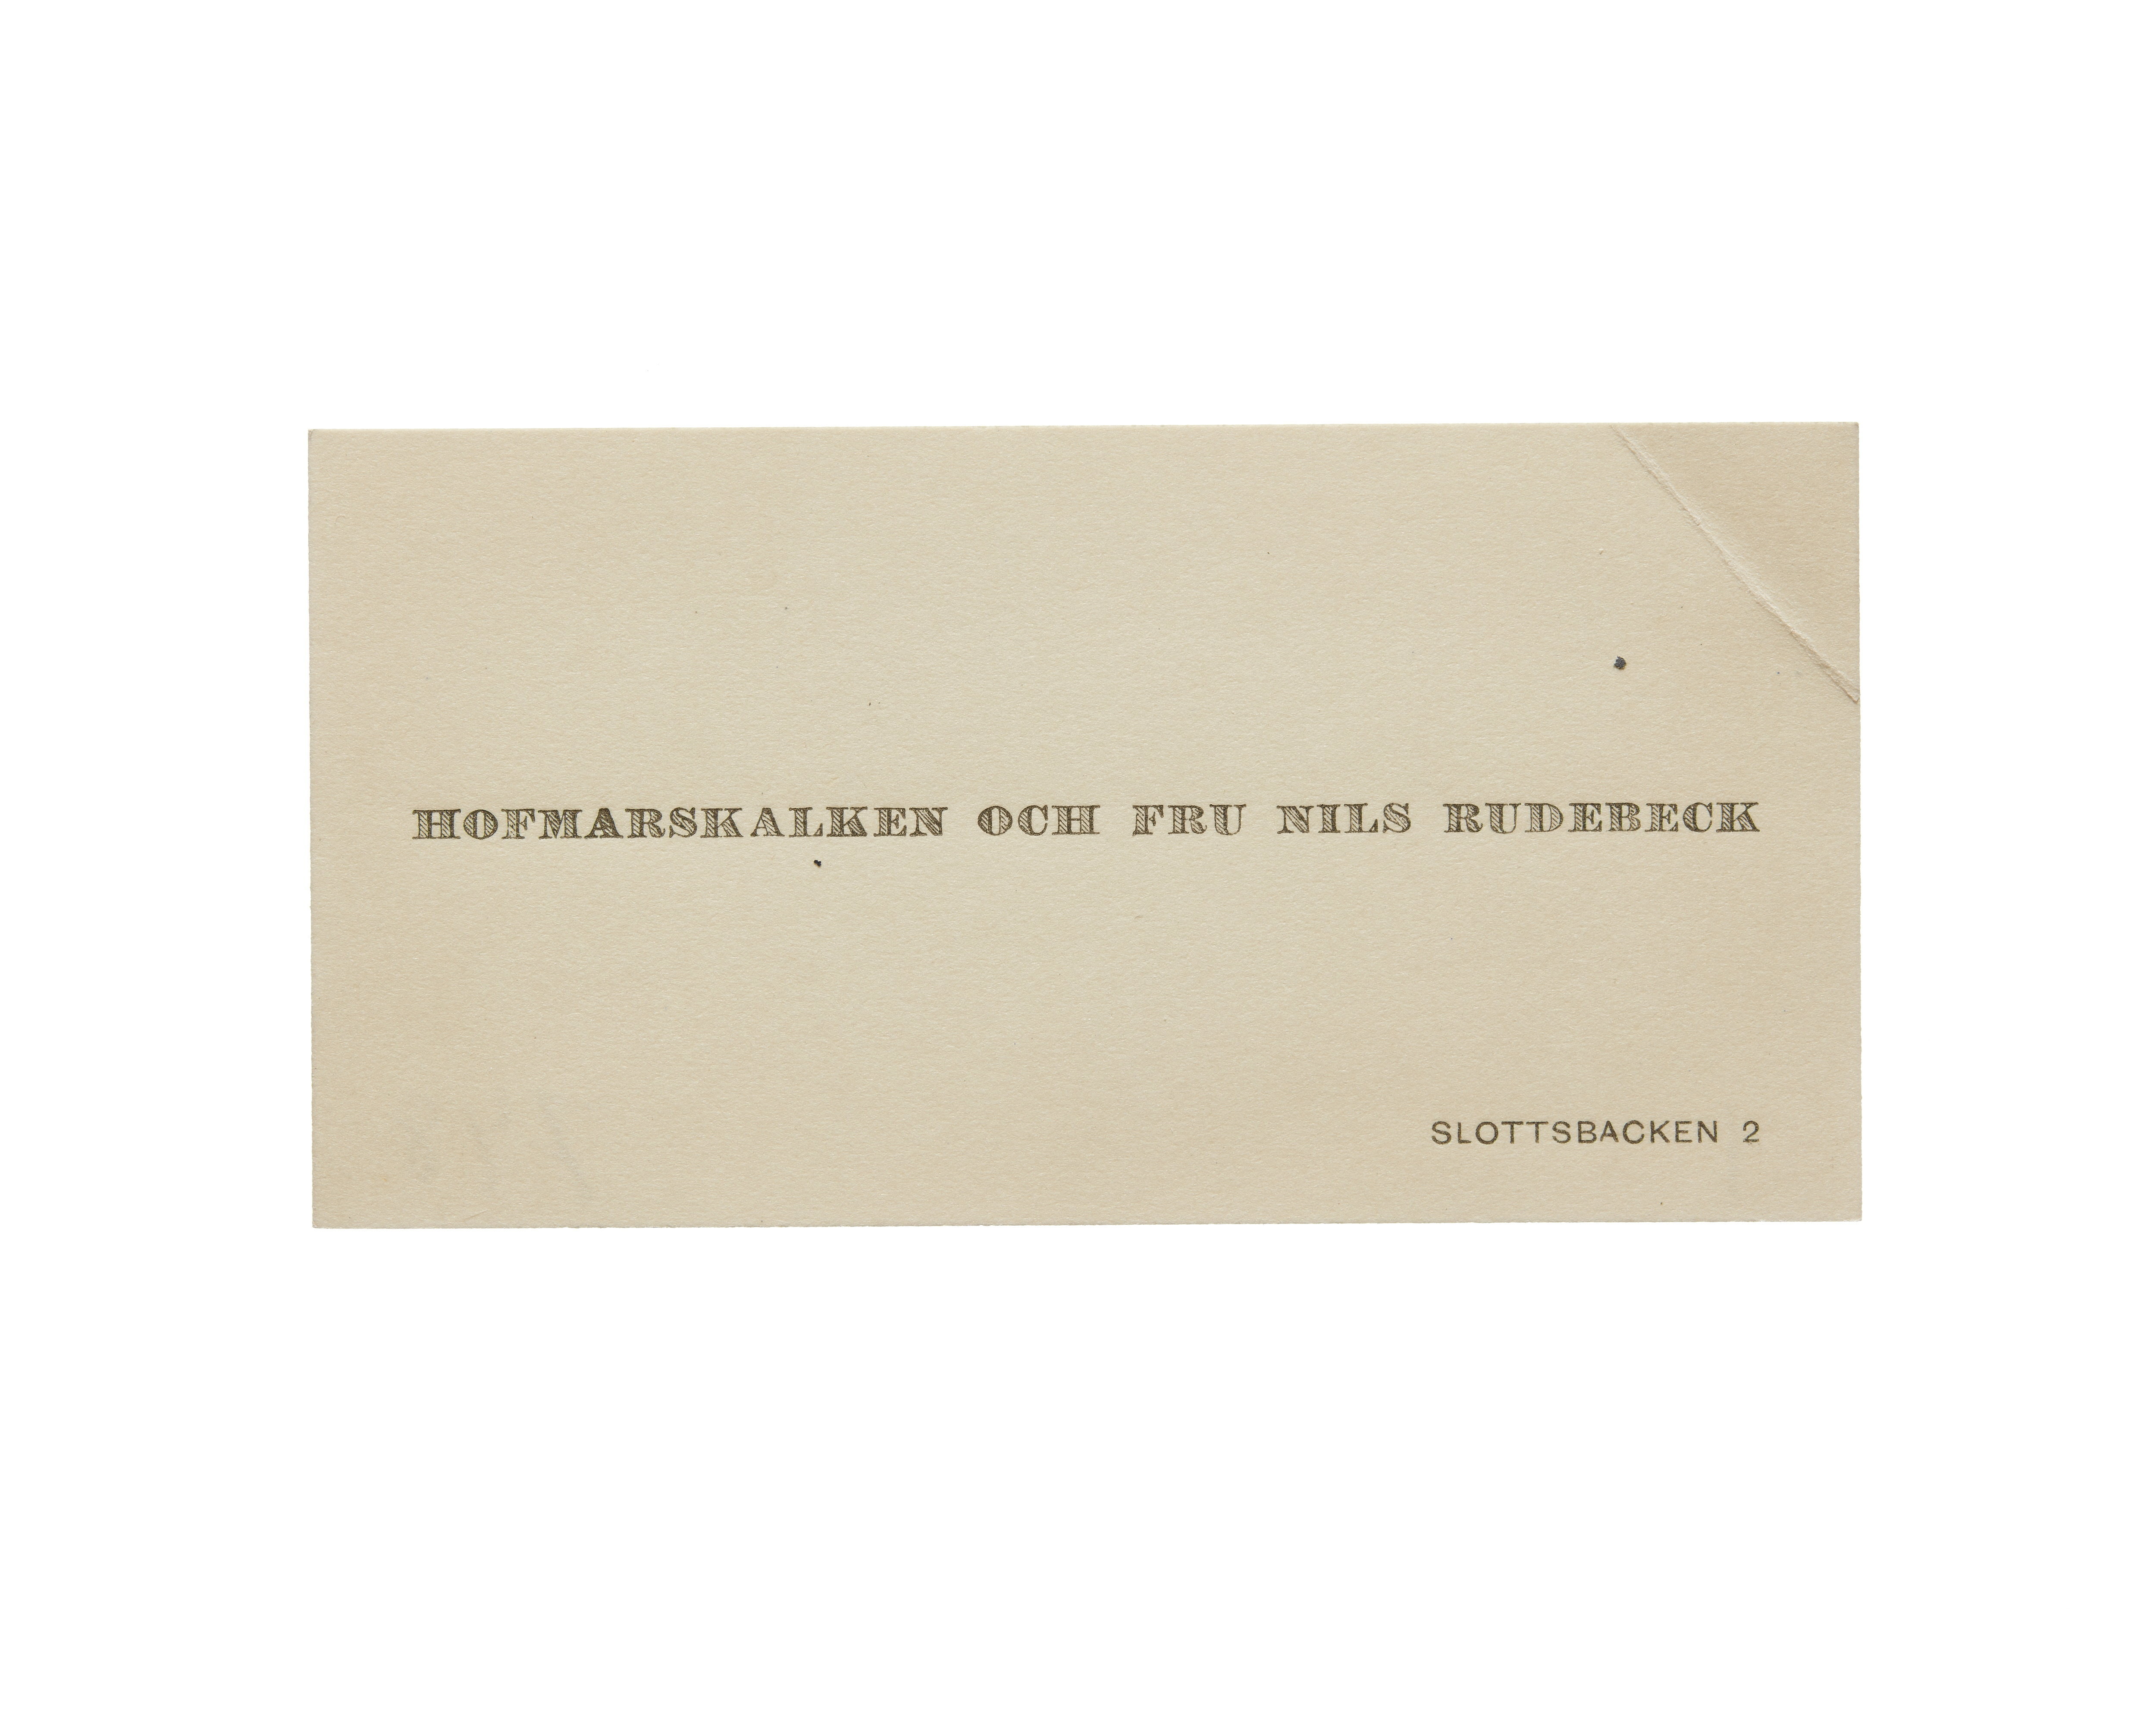 HOFMARSKALKEN OCH FRU NILS RUDEBECK
SLOTTSBACKEN 2